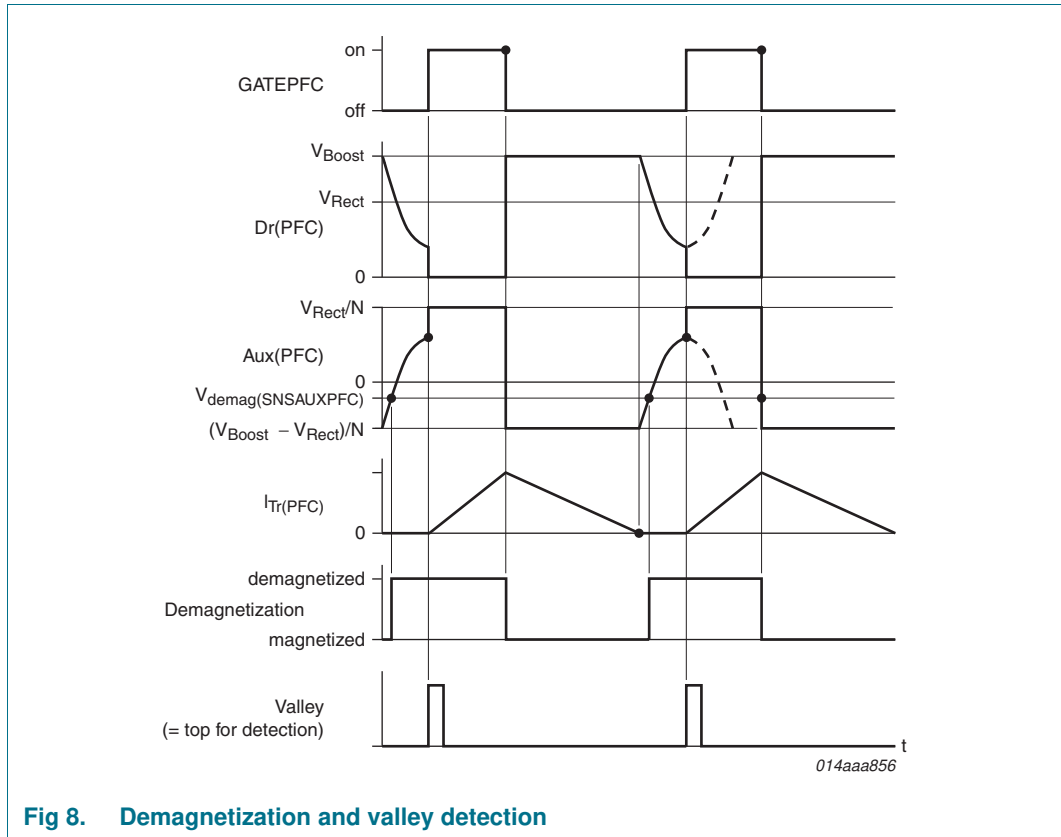 on
GATEPFC
off
VBoost
VRect
Dr(PFC)
0
VRect/N
Aux(PFC)
0
Vdemag(SNSAUXPFC)
(VBoost − VRect)/N
ITr(PFC)
0
demagnetized
Demagnetization
magnetized
Valley
(= top for detection)
t
014aaa856
Fig 8. Demagnetization and valley detection